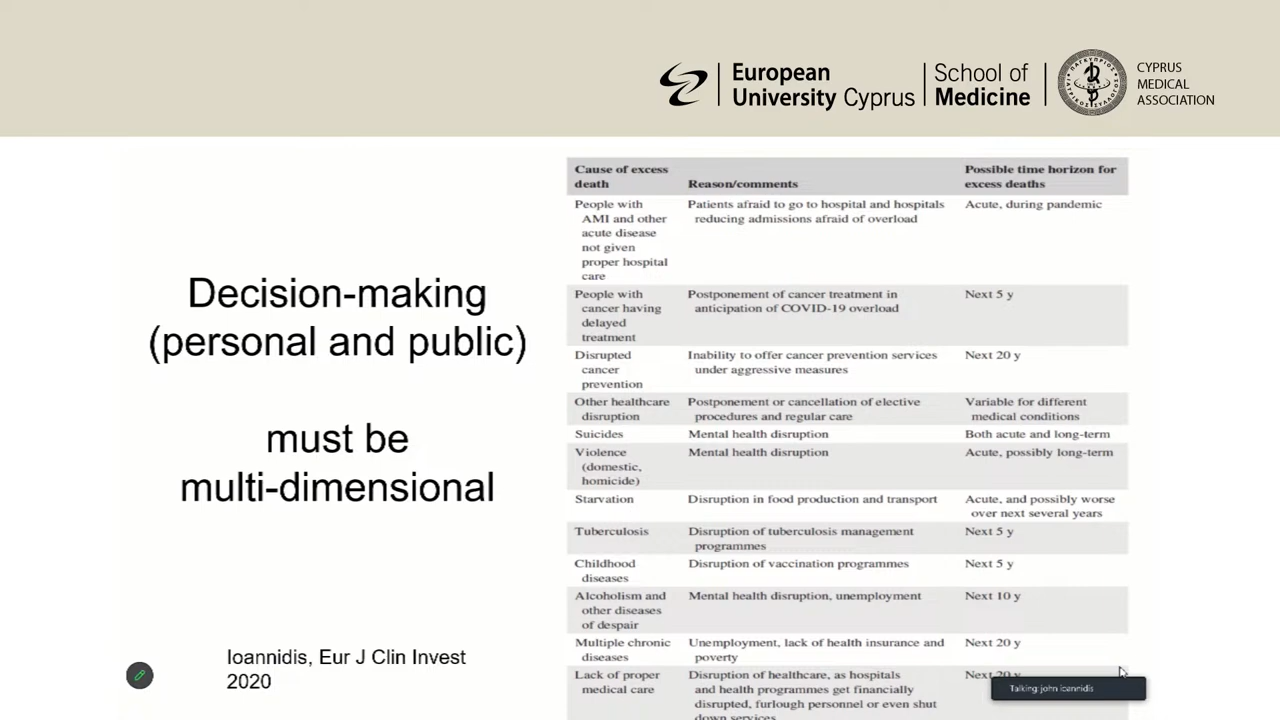 European
University Cyprus
School of
Medicine
CYPRUS
MEDICAL
ASSOCIATION
Decision-making
(personal and public)
must be
multi-dimensional
Ioannidis, Eur J Clin Invest
2020
Cause of excess
death
Reason/comments
Possible time horizon for
excess deaths
People with
AMI and other
acute disease
not given
proper hospital
care
Patients afraid to go to hospital and hospitals
reducing admissions afraid of overload
Acute, during pandemic
People with
cancer having
delayed
treatment
Postponement of cancer treatment in
anticipation of COVID-19 overload
Next 5 y
Disrupted
cancer
prevention
Inability to offer cancer prevention services
under aggressive measures
Next 20 y
Other healthcare
disruption
Postponement or cancellation of elective
procedures and regular care
Variable for different
medical conditions
Suicides
Mental health disruption
Both acute and long-term
Violence
(domestic,
homicide)
Mental health disruption
Acute, possibly long-term
Starvation
Disruption in food production and transport
Acute, and possibly worse
over next several years
Tuberculosis
Disruption of tuberculosis management
programmes
Next 5 y
Childhood
diseases
Disruption of vaccination programmes
Next 5 y
Alcoholism and
other diseases
of despair
Mental health disruption, unemployment
Next 10 y
Multiple chronic
diseases
Unemployment, lack of health insurance and
poverty
Next 20 y
Lack of proper
medical care
Disruption of healthcare, as hospitals
and health programmes get financially
disrupted, furlough personnel or even shut
down services
Next 20 y
Talking: john ioannidis